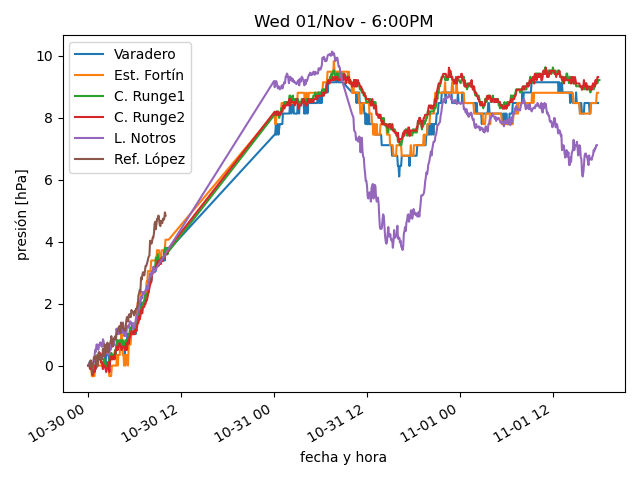 Wed 01/Nov - 6:00PM
Varadero
Est. Fortín
C. Runge1
C. Runge2
L. Notros
Ref. López
presión [hPa]
10
8
6
4
2
0
10-30 00
10-30 12
10-31 00
10-31 12
11-01 00
11-01 12
fecha y hora